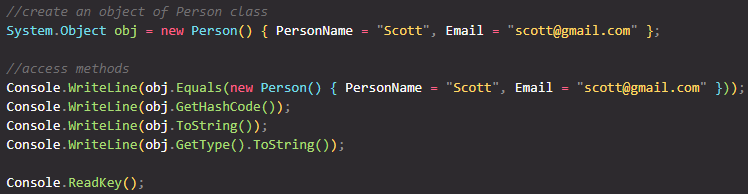 //create an object of Person class
System.Object obj = new Person() { PersonName = "Scott", Email = "scott@gmail.com" };
//access methods
Console.WriteLine(obj.Equals(new Person() { PersonName = "Scott", Email = "scott@gmail.com" }));
Console.WriteLine(obj.GetHashCode());
Console.WriteLine(obj.ToString());
Console.WriteLine(obj.GetType().ToString());
Console.ReadKey();